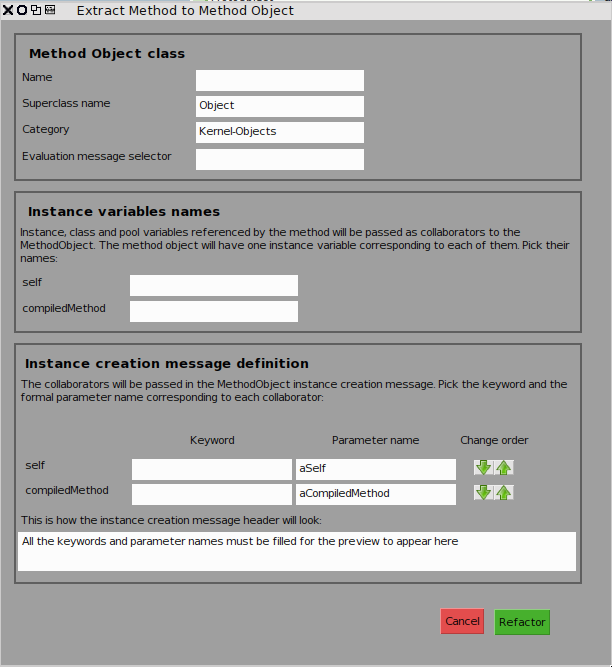 Extract Method to Method Object
Method Object class
Name
Superclass name Object
Category Kernel-Objects
Evaluation message selector
Instance variables names
Instance, class and pool variables referenced by the method will be passed as collaborators to the
MethodObject. The method object will have one instance variable corresponding to each of them. Pick their
names:
self
compiledMethod
Instance creation message definition
The collaborators will be passed in the MethodObject instance creation message. Pick the keyword and the
formal parameter name corresponding to each collaborator:
Keyword Parameter name Change order
self aSelf
compiledMethod aCompiledMethod
This is how the instance creation message header will look:
All the keywords and parameter names must be filled for the preview to appear here
Cancel Refactor